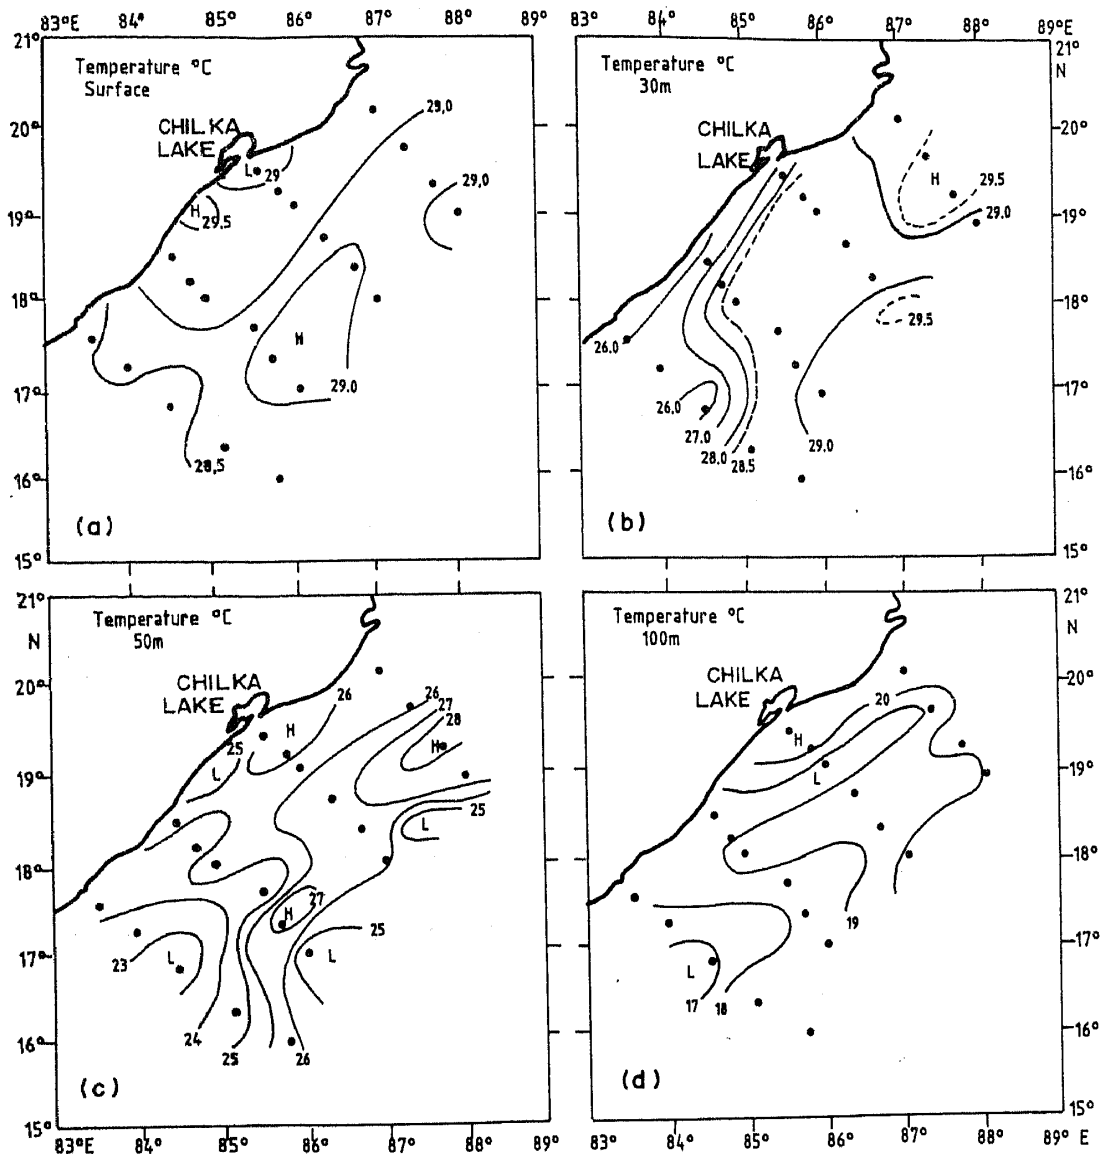 83°E 84° 85° 86° 87° 88° 83° 84° 85° 86° 87° 88° 89°E
21°
Temperature °C
Surface
20°
CHILKA
LAKE
L
29
29,0
H
29.5
29,0
19°
18°
H
29.0
17°
28,5
16°
(a)
15°
Temperature °C
30m
21°
N
CHILKA
LAKE
20°
H
29.5
29.0
19°
18°
29.5
26.0
17°
26,0
27.0
28,0
28.5
29,0
16°
(b)
15°
21°
Temperature °C
50m
N
CHILKA
LAKE
20°
26
26
27
28
H
H
25
L
19°
25
L
18°
27
H
25
L
17°
23
L
24
25
26
16°
(c)
15°
83°E 84° 85° 86° 87° 88° 89°
Temperature °C
100m
21°
N
CHILKA
LAKE
20°
20
H
L
19°
18°
19
17°
L
17
18
16°
(d)
15°
83° 84° 85° 86° 87° 88° 89° E